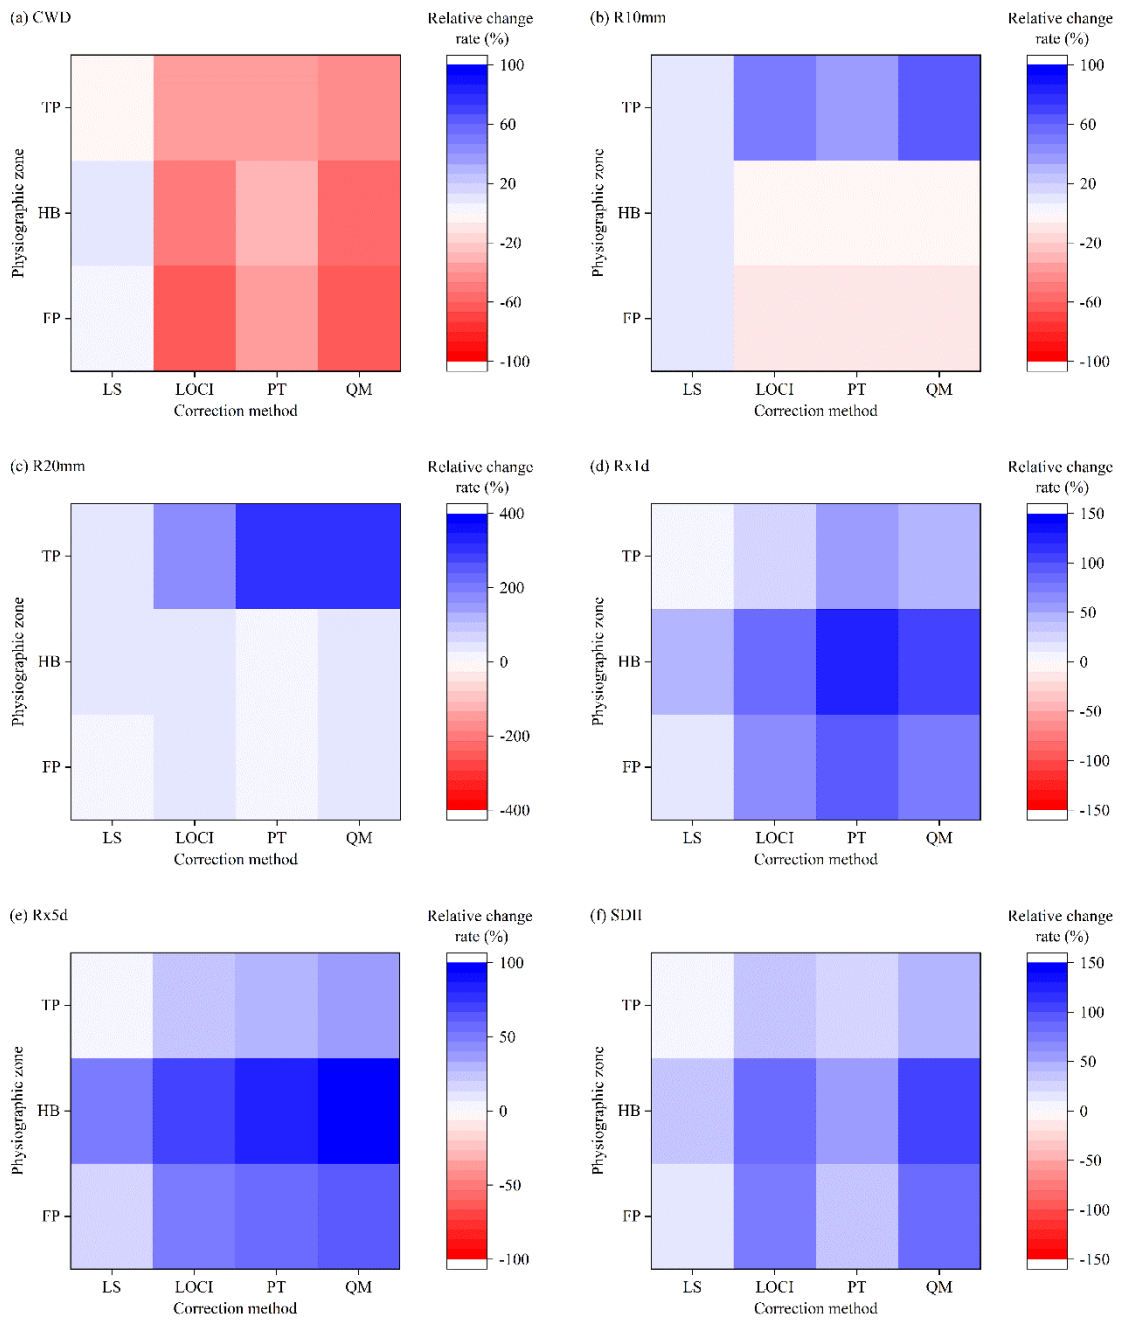 (a) CWD
Relative change
rate (%)
100
60
20
-20
-60
-100
TP
HB
FP
Physiographic zone
LS LOCI PT QM
Correction method
(b) R10mm
Relative change
rate (%)
100
60
20
-20
-60
-100
TP
HB
FP
Physiographic zone
LS LOCI PT QM
Correction method
(c) R20mm
Relative change
rate (%)
400
200
0
-200
-400
TP
HB
FP
Physiographic zone
LS LOCI PT QM
Correction method
(d) Rx1d
Relative change
rate (%)
150
100
50
0
-50
-100
-150
TP
HB
FP
Physiographic zone
LS LOCI PT QM
Correction method
(e) Rx5d
Relative change
rate (%)
100
50
0
-50
-100
TP
HB
FP
Physiographic zone
LS LOCI PT QM
Correction method
(f) SDII
Relative change
rate (%)
150
100
50
0
-50
-100
-150
TP
HB
FP
Physiographic zone
LS LOCI PT QM
Correction method